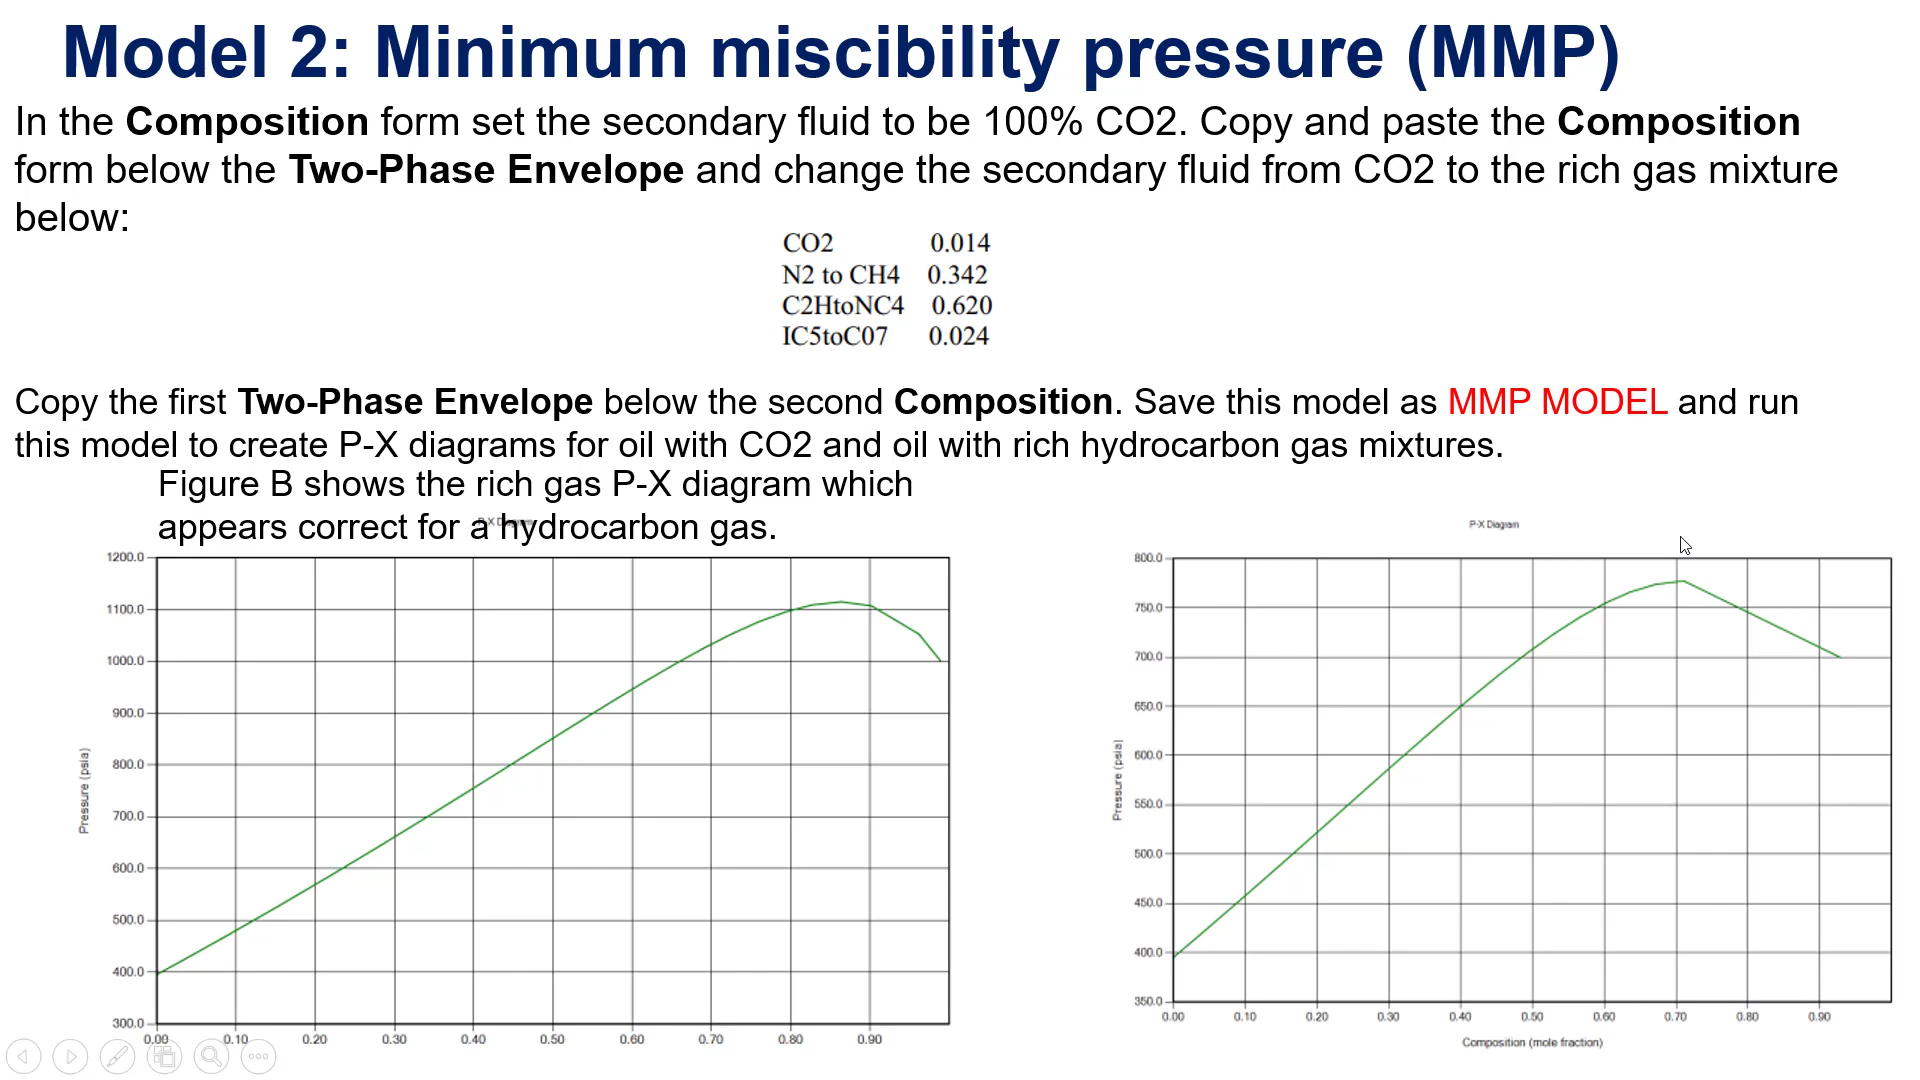 Model 2: Minimum miscibility pressure (MMP)
In the Composition form set the secondary fluid to be 100% CO2. Copy and paste the Composition
form below the Two-Phase Envelope and change the secondary fluid from CO2 to the rich gas mixture
below:
CO2 0.014
N2 to CH4 0.342
C2HtoNC4 0.620
IC5toC07 0.024
Copy the first Two-Phase Envelope below the second Composition. Save this model as MMP MODEL and run
this model to create P-X diagrams for oil with CO2 and oil with rich hydrocarbon gas mixtures.
Figure B shows the rich gas P-X diagram which
appears correct for a hydrocarbon gas.
1200.0
1100.0
1000.0
900.0
800.0
700.0
600.0
500.0
400.0
300.0
Pressure (psia)
0.00 0.10 0.20 0.30 0.40 0.50 0.60 0.70 0.80 0.90
P-X Diagram
800.0
750.0
700.0
650.0
600.0
550.0
500.0
450.0
400.0
350.0
Pressure (psia)
0.00 0.10 0.20 0.30 0.40 0.50 0.60 0.70 0.80 0.90
Composition (mole fraction)